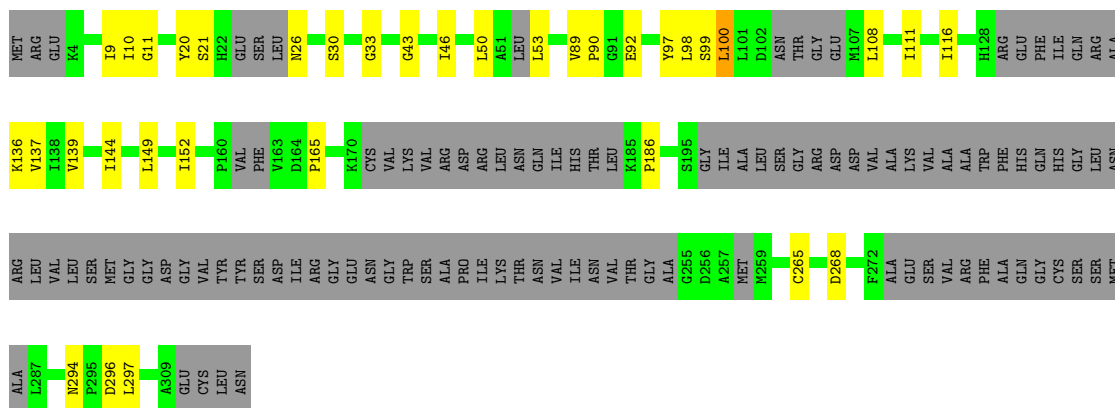 MET ARG GLU K4 I9 I10 G11 Y20 S21 H22 GLU SER LEU N26 S30 G33 G43 I46 L50 A51 LEU L53 V89 P90 G91 E92 Y97 L98 S99 L100 L101 D102 ASN THR GLY GLU M107 L108 I111 I116 H128 ARG GLU PHE ILE GLN ARG ALA
K136 V137 I138 V139 I144 L149 I152 P160 VAL PHE V163 D164 P165 K170 CYS VAL LYS VAL ARG ASP ARG LEU ASN GLN ILE HIS THR LEU K185 P186 S195 GLY ILE ALA LEU SER GLY ARG ASP ASP VAL ALA LYS VAL ALA ALA TRP PHE HIS GLN HIS GLY LEU ASN
ARG LEU VAL LEU SER MET GLY GLY ASP GLY VAL TYR TYR SER ASP ILE ARG GLY GLU ASN GLY TRP SER ALA PRO ILE LYS THR ASN VAL ILE ASN VAL THR GLY ALA G255 D256 A257 MET M259 C265 D268 F272 ALA GLU SER VAL ARG PHE ALA GLN GLY CYS SER SER MET
ALA L287 N294 P295 D296 L297 A309 GLU CYS LEU ASN